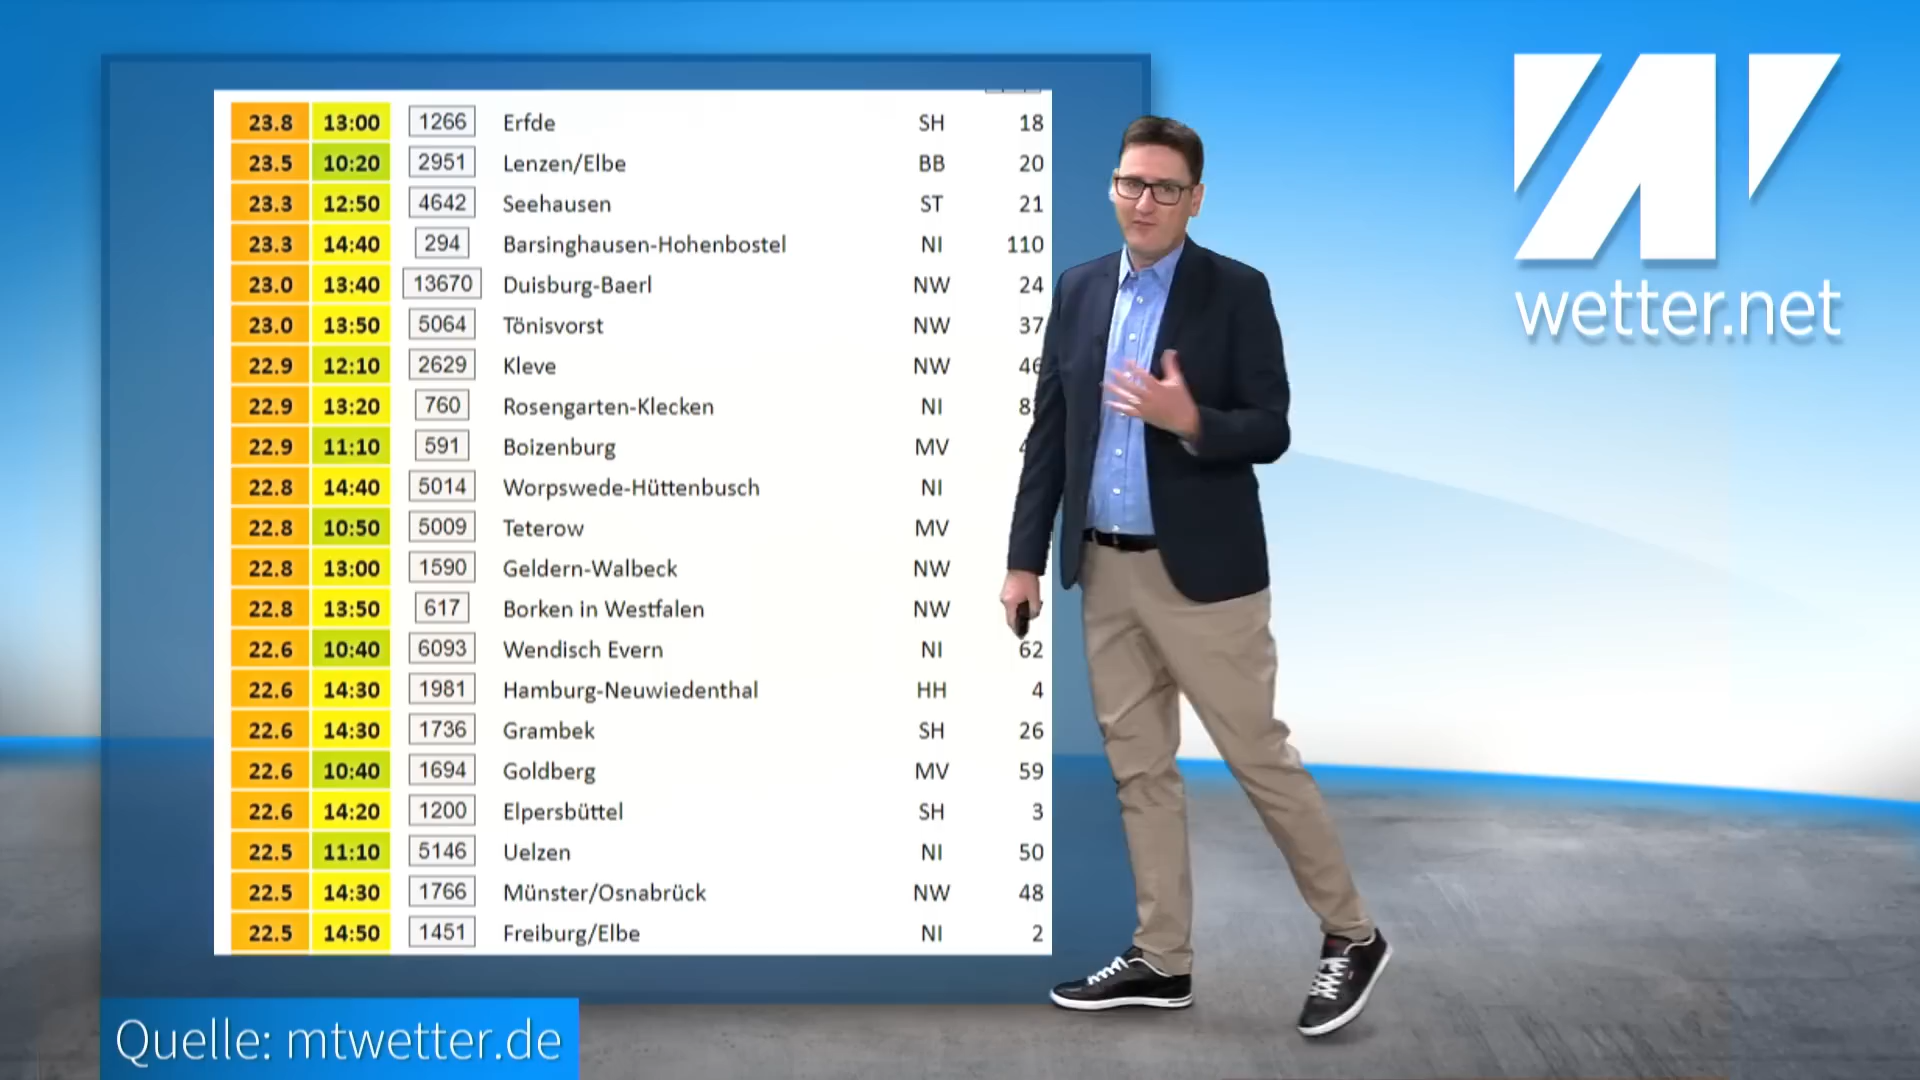 23.8 13:00 1266 Erfde SH 18
23.5 10:20 2951 Lenzen/Elbe BB 20
23.3 12:50 4642 Seehausen ST 21
23.3 14:40 294 Barsinghausen-Hohenbostel NI 110
23.0 13:40 13670 Duisburg-Baerl NW 24
23.0 13:50 5064 Tönisvorst NW 37
22.9 12:10 2629 Kleve NW 46
22.9 13:20 760 Rosengarten-Klecken NI
22.9 11:10 591 Boizenburg MV
22.8 14:40 5014 Worpswede-Hüttenbusch NI
22.8 10:50 5009 Teterow MV
22.8 13:00 1590 Geldern-Walbeck NW
22.8 13:50 617 Borken in Westfalen NW
22.6 10:40 6093 Wendisch Evern NI 62
22.6 14:30 1981 Hamburg-Neuwiedenthal HH 4
22.6 14:30 1736 Grambek SH 26
22.6 10:40 1694 Goldberg MV 59
22.6 14:20 1200 Elpersbüttel SH 3
22.5 11:10 5146 Uelzen NI 50
22.5 14:30 1766 Münster/Osnabrück NW 48
22.5 14:50 1451 Freiburg/Elbe NI 2
wetter.net
Quelle: mtwetter.de